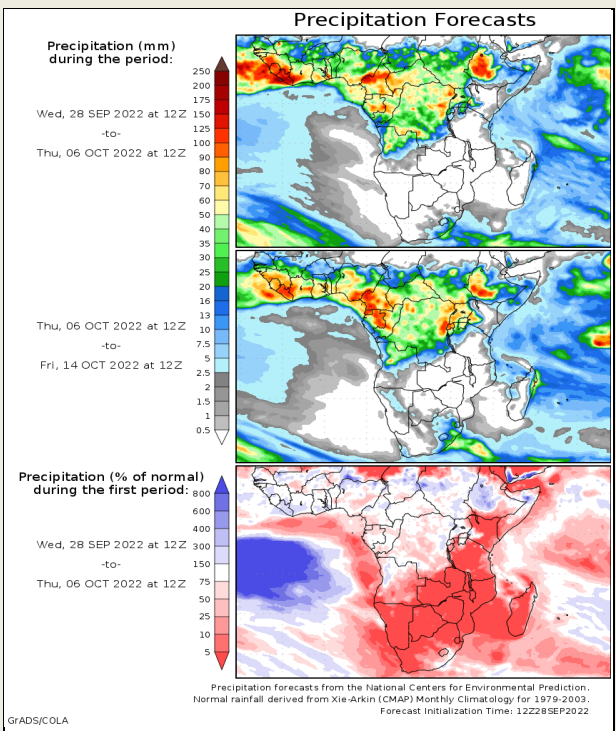 Precipitation Forecasts
Precipitation (mm)
during the period:
Wed, 28 SEP 2022 at 12Z
-to-
Thu, 06 OCT 2022 at 12Z
250
200
175
150
125
100
90
80
70
60
50
40
35
30
25
20
16
13
10
7.5
5
2.5
2
1.5
1
0.5
Thu, 06 OCT 2022 at 12Z
-to-
Fri, 14 OCT 2022 at 12Z
Precipitation (% of normal)
during the first period:
Wed, 28 SEP 2022 at 12Z
-to-
Thu, 06 OCT 2022 at 12Z
800
600
400
300
150
75
50
25
10
5
Precipitation forecasts from the National Centers for Environmental Prediction.
Normal rainfall derived from Xie-Arkin (CMAP) Monthly Climatology for 1979-2003.
Forecast Initialization Time: 12Z28SEP2022
GrADS/COLA